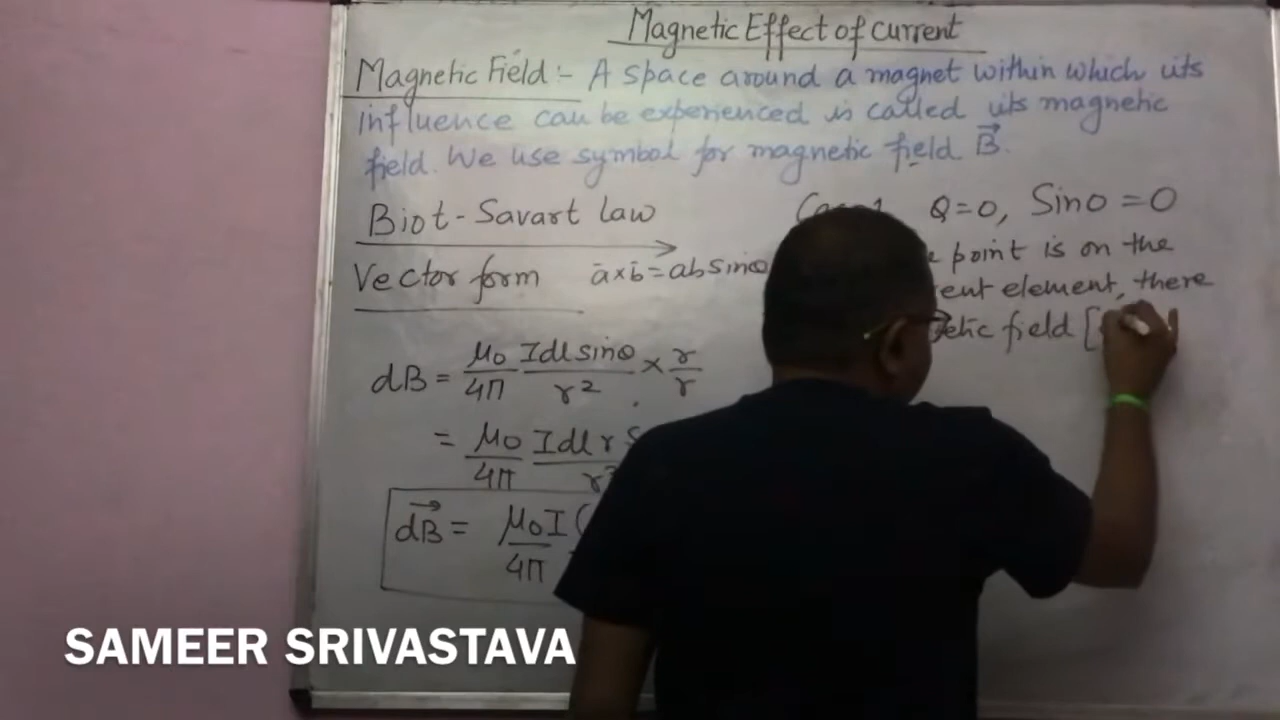 Magnetic Effect of current
Magnetic Field :- A space around a magnet within which its
influence can be experienced is called its magnetic
field. We use symbol for magnetic field B⃗.
Biot - Savart law
Vector form a̅×b̅=ab sinθ
Case 1 θ=0, Sin0 = 0
point is on the
element, there
field [
dB = μ0/4π Idl sinθ/r² × r/r
= μ0/4π Idl r
dB⃗ = μ0I/4π (
SAMEER SRIVASTAVA